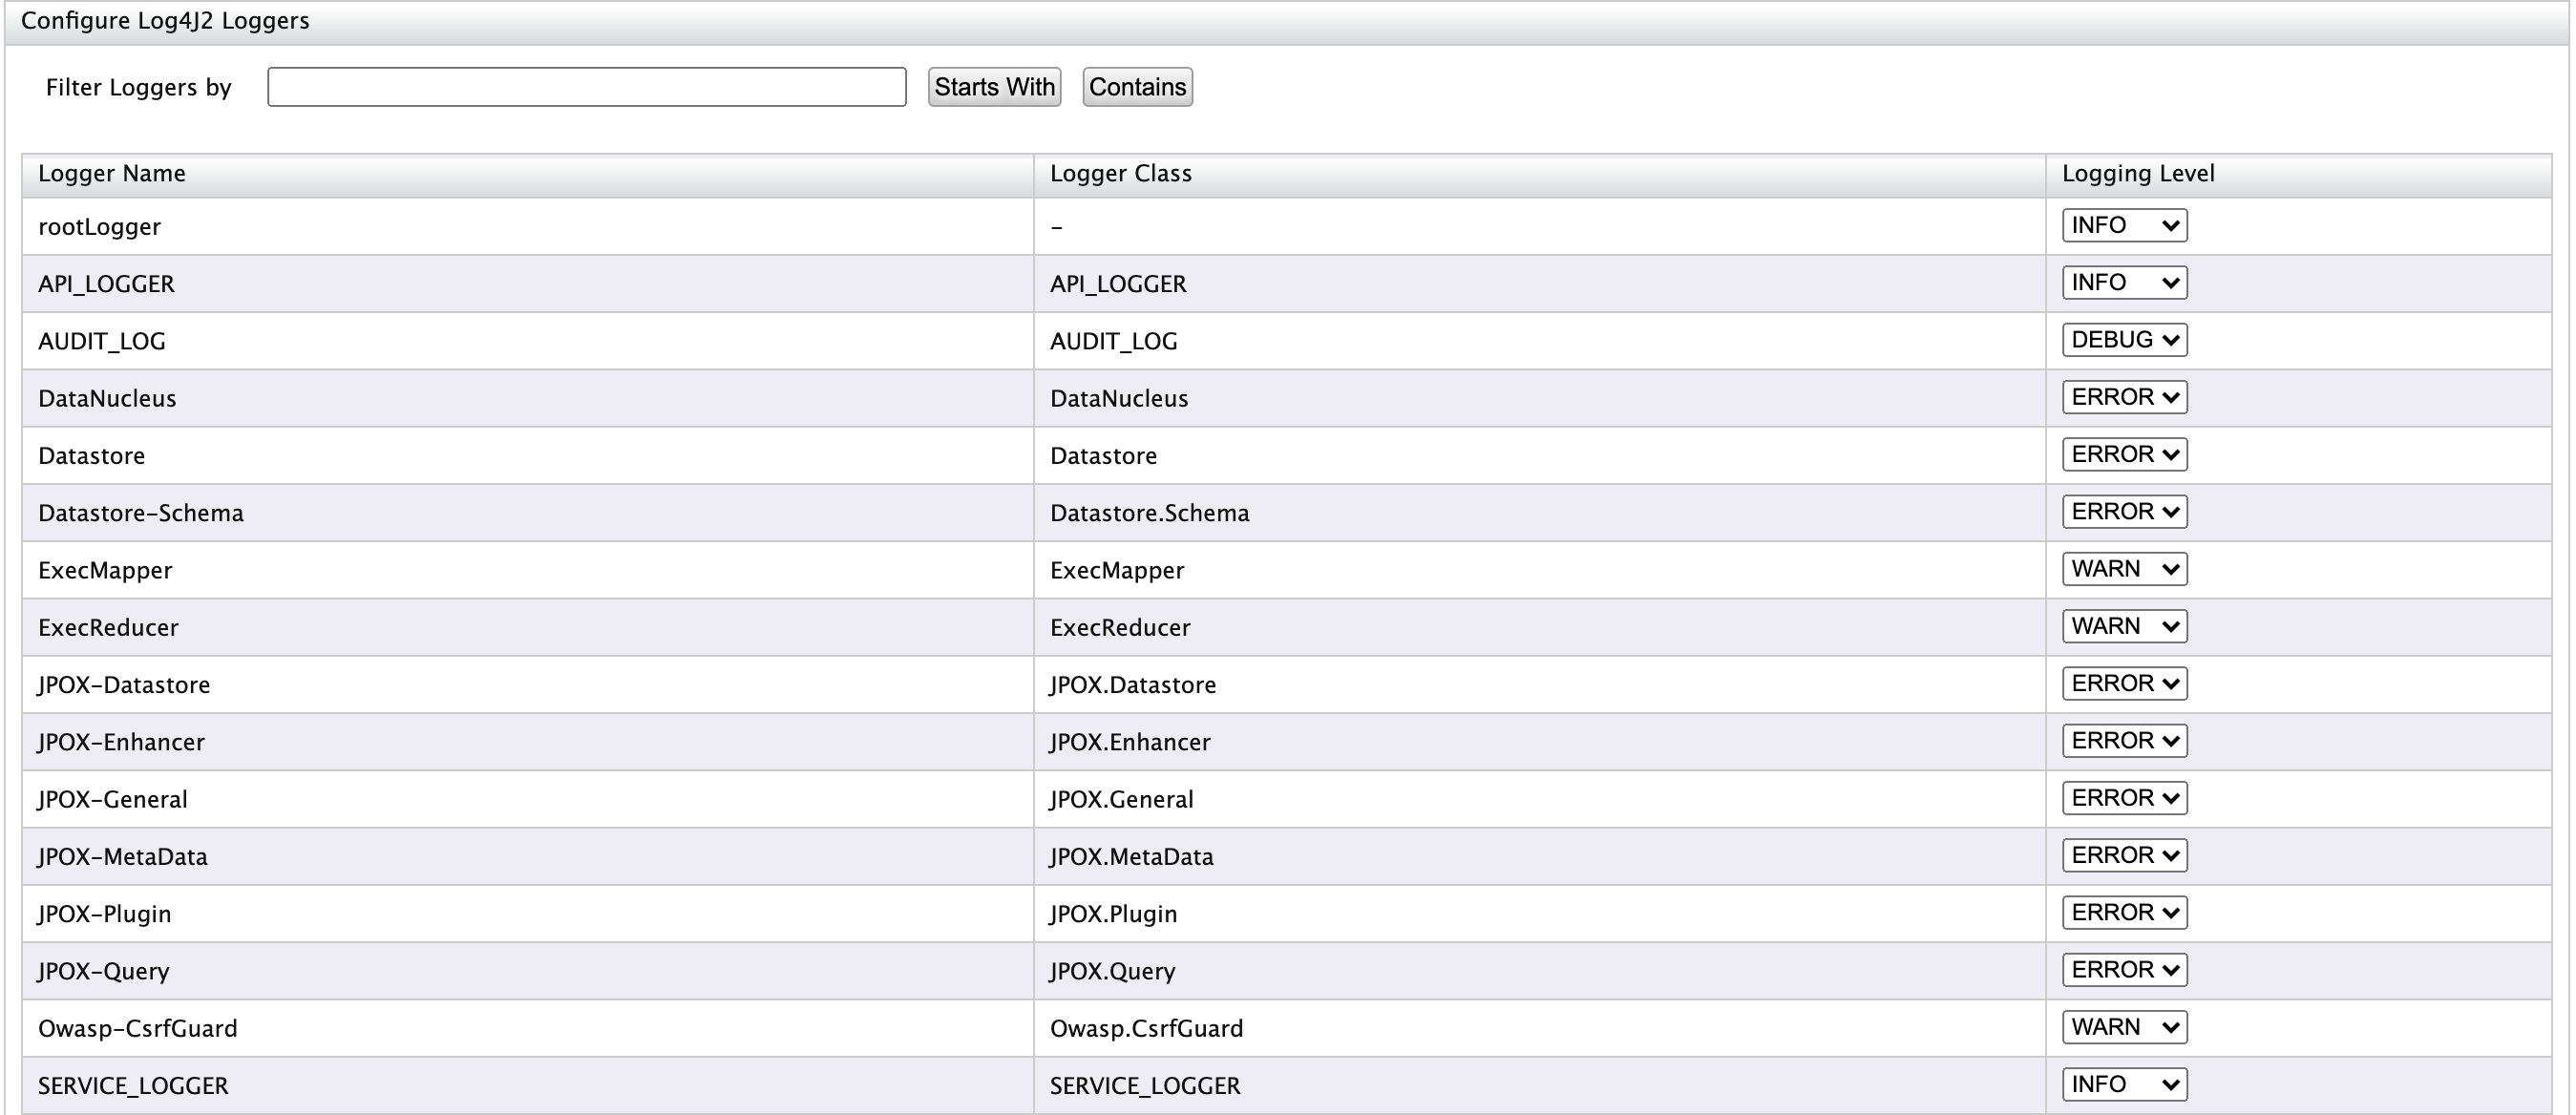 Configure Log4J2 Loggers
Filter Loggers by Starts With Contains
Logger Name Logger Class Logging Level
rootLogger - INFO
API_LOGGER API_LOGGER INFO
AUDIT_LOG AUDIT_LOG DEBUG
DataNucleus DataNucleus ERROR
Datastore Datastore ERROR
Datastore-Schema Datastore.Schema ERROR
ExecMapper ExecMapper WARN
ExecReducer ExecReducer WARN
JPOX-Datastore JPOX.Datastore ERROR
JPOX-Enhancer JPOX.Enhancer ERROR
JPOX-General JPOX.General ERROR
JPOX-MetaData JPOX.MetaData ERROR
JPOX-Plugin JPOX.Plugin ERROR
JPOX-Query JPOX.Query ERROR
Owasp-CsrfGuard Owasp.CsrfGuard WARN
SERVICE_LOGGER SERVICE_LOGGER INFO